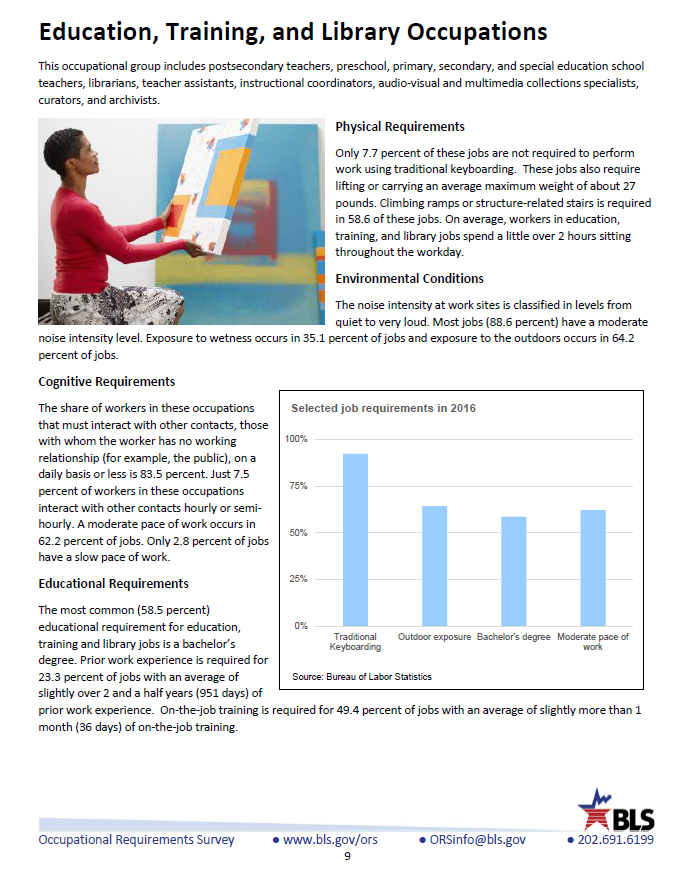 Education, Training, and Library Occupations
This occupational group includes postsecondary teachers, preschool, primary, secondary, and special education school
teachers, librarians, teacher assistants, instructional coordinators, audio-visual and multimedia collections specialists,
curators, and archivists.
Physical Requirements
Only 7.7 percent of these jobs are not required to perform
work using traditional keyboarding.  These jobs also require
lifting or carrying an average maximum weight of about 27
pounds. Climbing ramps or structure-related stairs is required
in 58.6 of these jobs. On average, workers in education,
training, and library jobs spend a little over 2 hours sitting
throughout the workday.
Environmental Conditions
The noise intensity at work sites is classified in levels from
quiet to very loud. Most jobs (88.6 percent) have a moderate
noise intensity level. Exposure to wetness occurs in 35.1 percent of jobs and exposure to the outdoors occurs in 64.2
percent of jobs.
Cognitive Requirements
The share of workers in these occupations
that must interact with other contacts, those
with whom the worker has no working
relationship (for example, the public), on a
daily basis or less is 83.5 percent. Just 7.5
percent of workers in these occupations
interact with other contacts hourly or semi-
hourly. A moderate pace of work occurs in
62.2 percent of jobs. Only 2.8 percent of jobs
have a slow pace of work.
Educational Requirements
The most common (58.5 percent)
educational requirement for education,
training and library jobs is a bachelor's
degree. Prior work experience is required for
23.3 percent of jobs with an average of
slightly over 2 and a half years (951 days) of
prior work experience.  On-the-job training is required for 49.4 percent of jobs with an average of slightly more than 1
month (36 days) of on-the-job training.
Selected job requirements in 2016
100%
75%
50%
25%
0%
Traditional Keyboarding
Outdoor exposure
Bachelor's degree
Moderate pace of work
Source: Bureau of Labor Statistics
BLS
Occupational Requirements Survey ● www.bls.gov/ors ● ORSinfo@bls.gov ● 202.691.6199
9